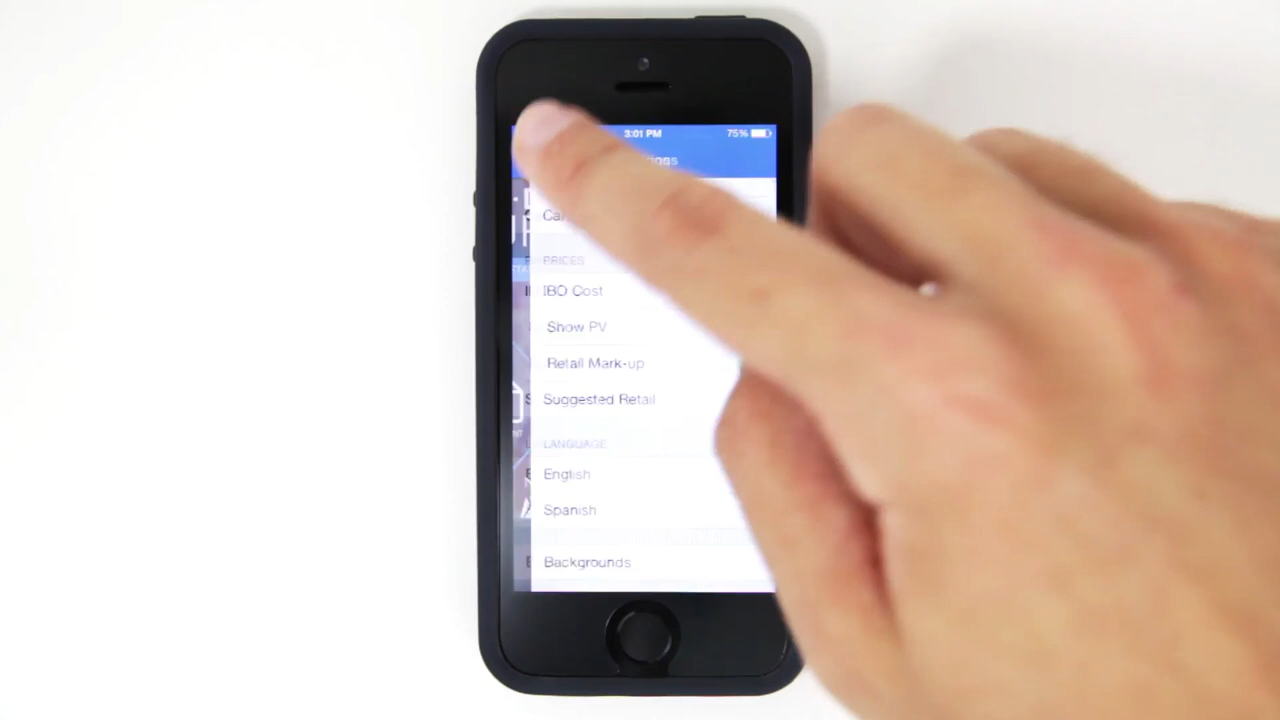 3:01 PM 75%
PRICES
IBO Cost
Show PV
Retail Mark-up
Suggested Retail
LANGUAGE
English
Spanish
Backgrounds